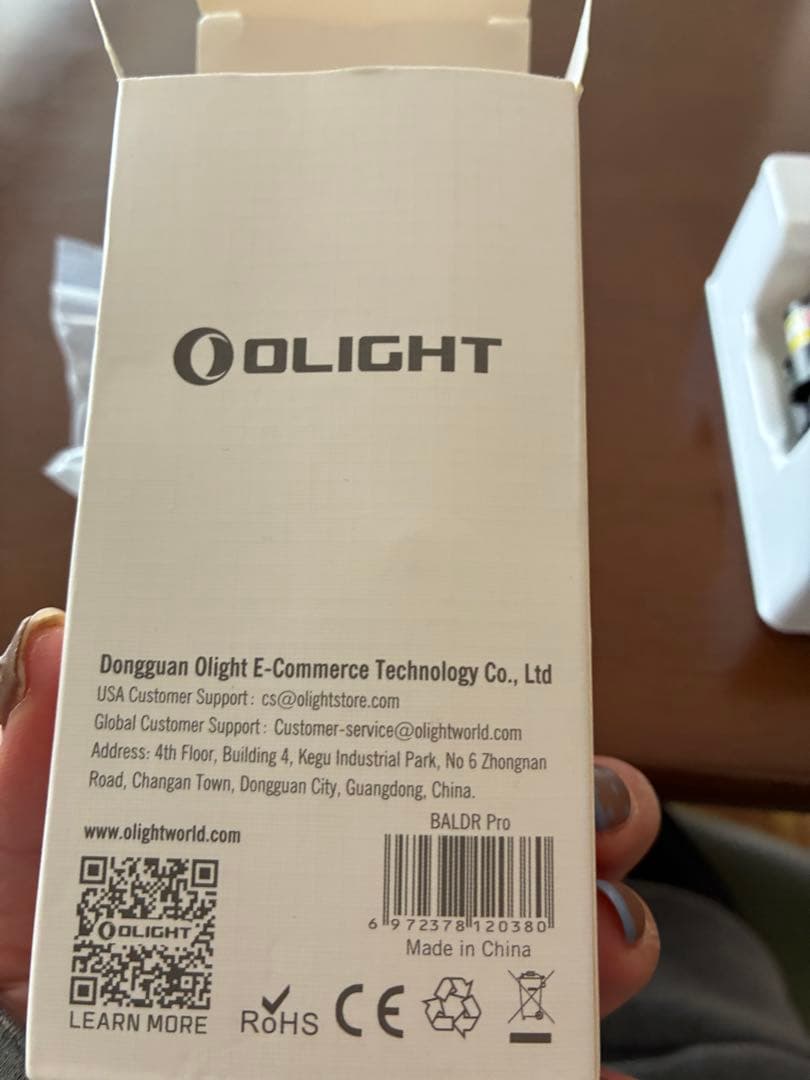 OLIGHT
Dongguan Olight E-Commerce Technology Co., Ltd
USA Customer Support: cs@olightstore.com
Global Customer Support: Customer-service@olightworld.com
Address: 4th Floor, Building 4, Kegu Industrial Park, No 6 Zhongnan
Road, Changan Town, Dongguan City, Guangdong, China.
www.olightworld.com
OLIGHT
LEARN MORE
BALDR Pro
6 972378 120380
Made in China
RoHS
CE